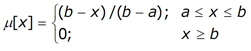 μ[x] = {(b - x) / (b - a); a ≤ x ≤ b
0; x ≥ b